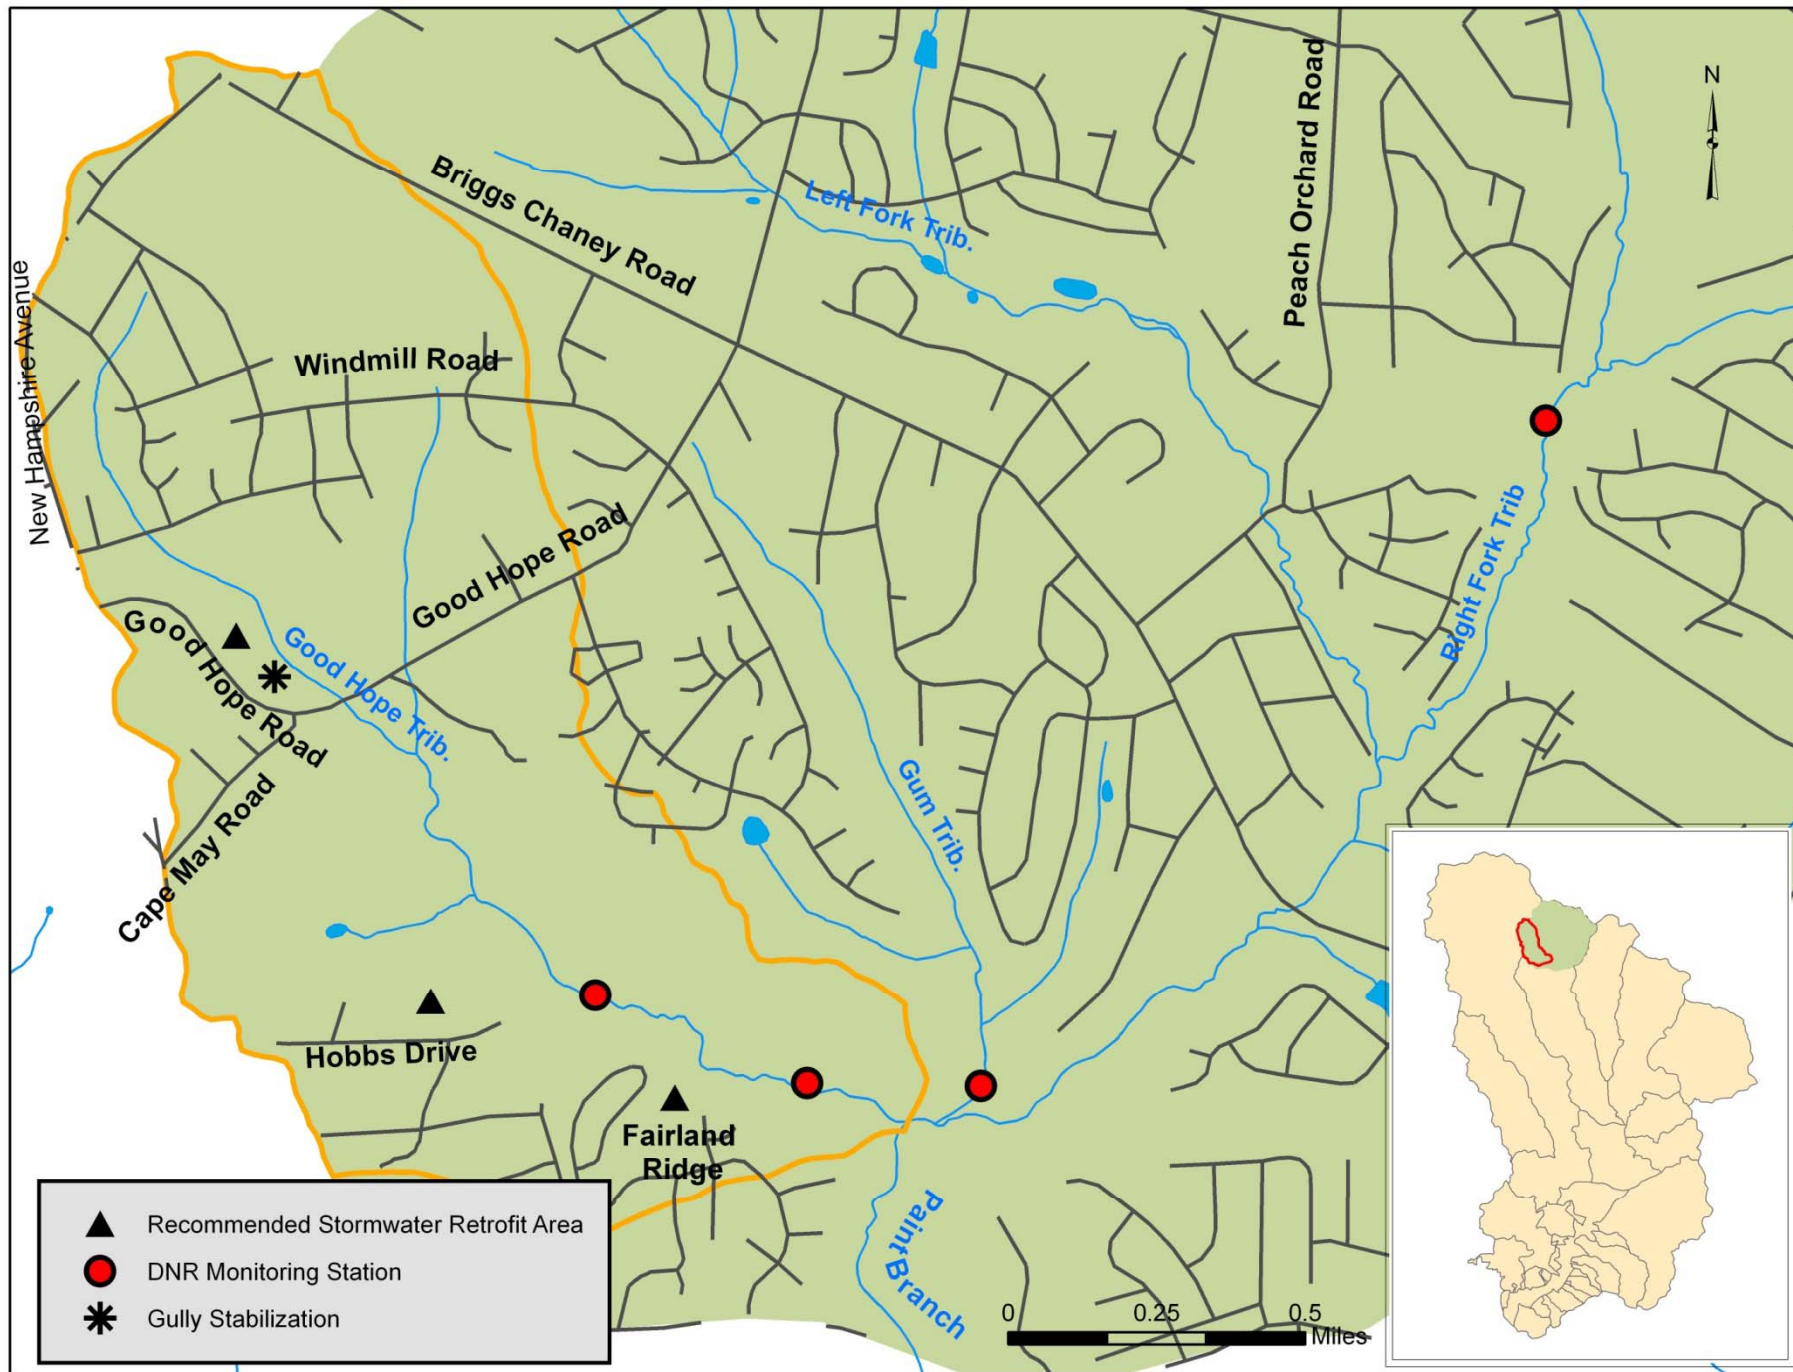 N
Peach Orchard Road
Briggs Chaney Road
Left Fork Trib.
New Hampshire Avenue
Windmill Road
Right Fork Trib
Good Hope Road
Good Hope Road
Good Hope Trib.
Gum Trib.
Cape May Road
Hobbs Drive
Fairland
Ridge
Paint Branch
Recommended Stormwater Retrofit Area
DNR Monitoring Station
Gully Stabilization
0 0.25 0.5
Miles